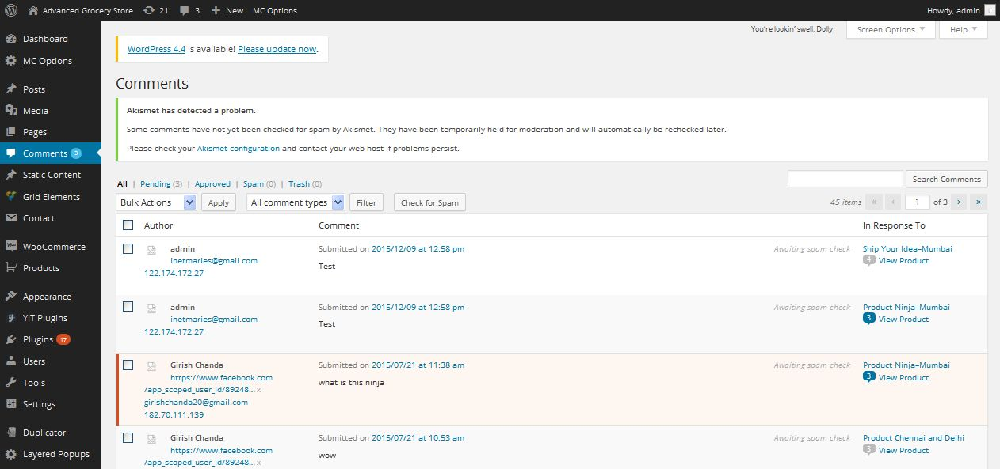 Advanced Grocery Store 21 3 New MC Options Howdy, admin
Dashboard
MC Options
Posts
Media
Pages
Comments 3
Static Content
Grid Elements
Contact
WooCommerce
Products
Appearance
YIT Plugins
Plugins 17
Users
Tools
Settings
Duplicator
Layered Popups
You're lookin' swell, Dolly Screen Options Help
WordPress 4.4 is available! Please update now.
Comments
Akismet has detected a problem.
Some comments have not yet been checked for spam by Akismet. They have been temporarily held for moderation and will automatically be rechecked later.
Please check your Akismet configuration and contact your web host if problems persist.
All | Pending (3) | Approved | Spam (0) | Trash (0) Search Comments
Bulk Actions Apply All comment types Filter Check for Spam 45 items « ‹ 1 of 3 › »
Author Comment In Response To
admin Submitted on 2015/12/09 at 12:58 pm Awaiting spam check Ship Your Idea–Mumbai
inetmaries@gmail.com Test 4 View Product
122.174.172.27
admin Submitted on 2015/12/09 at 12:58 pm Awaiting spam check Product Ninja–Mumbai
inetmaries@gmail.com Test 3 View Product
122.174.172.27
Girish Chanda Submitted on 2015/07/21 at 11:38 am Awaiting spam check Product Ninja–Mumbai
https://www.facebook.com what is this ninja 3 View Product
/app_scoped_user_id/89248... x
girishchanda20@gmail.com
182.70.111.139
Girish Chanda Submitted on 2015/07/21 at 10:53 am Awaiting spam check Product Chennai and Delhi
https://www.facebook.com wow 3 View Product
/app_scoped_user_id/89248... x